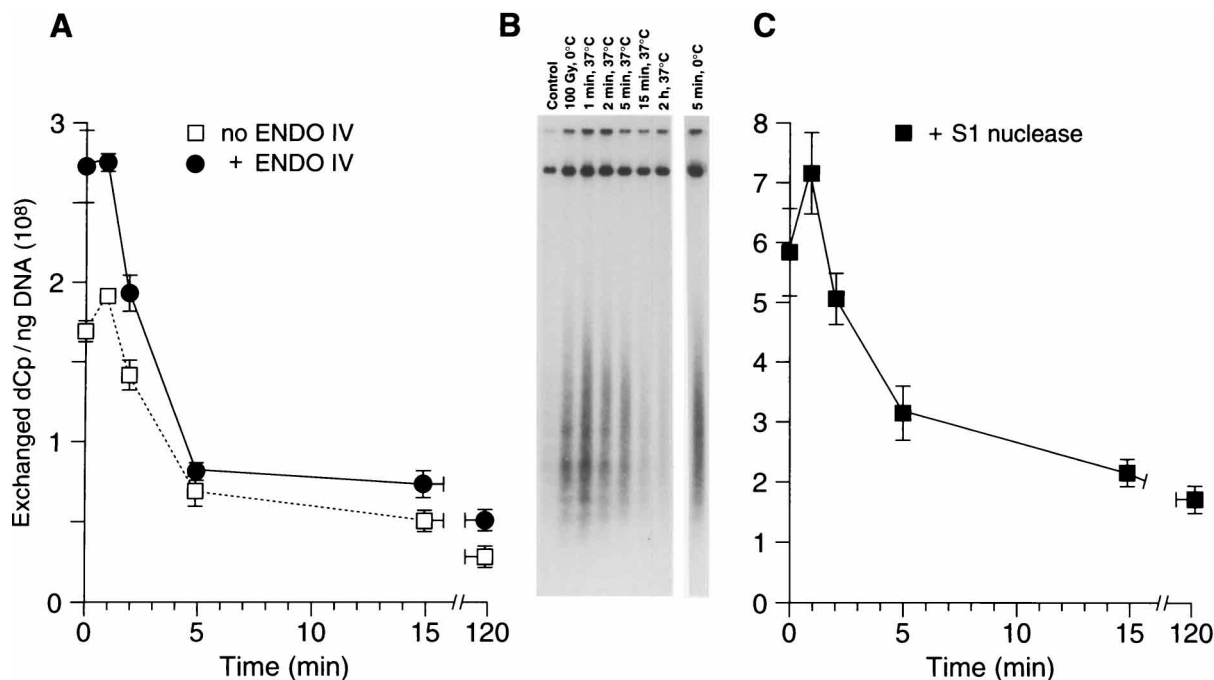 A
Exchanged dCp / ng DNA (10⁸)
3
2
1
0
no ENDO IV
+ ENDO IV
0
5
10
15
120
Time (min)
B
Control
100 Gy, 0°C
1 min, 37°C
2 min, 37°C
5 min, 37°C
15 min, 37°C
2 h, 37°C
5 min, 0°C
C
8
7
6
5
4
3
2
1
0
+ S1 nuclease
0
5
10
15
120
Time (min)